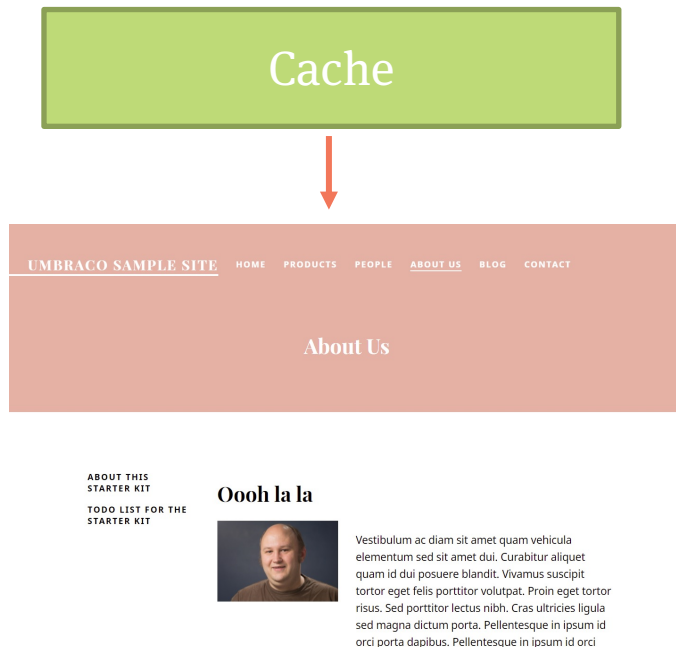 Cache
UMBRACO SAMPLE SITE HOME PRODUCTS PEOPLE ABOUT US BLOG CONTACT
About Us
ABOUT THIS
STARTER KIT
TODO LIST FOR THE
STARTER KIT
Oooh la la
Vestibulum ac diam sit amet quam vehicula
elementum sed sit amet dui. Curabitur aliquet
quam id dui posuere blandit. Vivamus suscipit
tortor eget felis porttitor volutpat. Proin eget tortor
risus. Sed porttitor lectus nibh. Cras ultricies ligula
sed magna dictum porta. Pellentesque in ipsum id
orci porta dapibus. Pellentesque in ipsum id orci